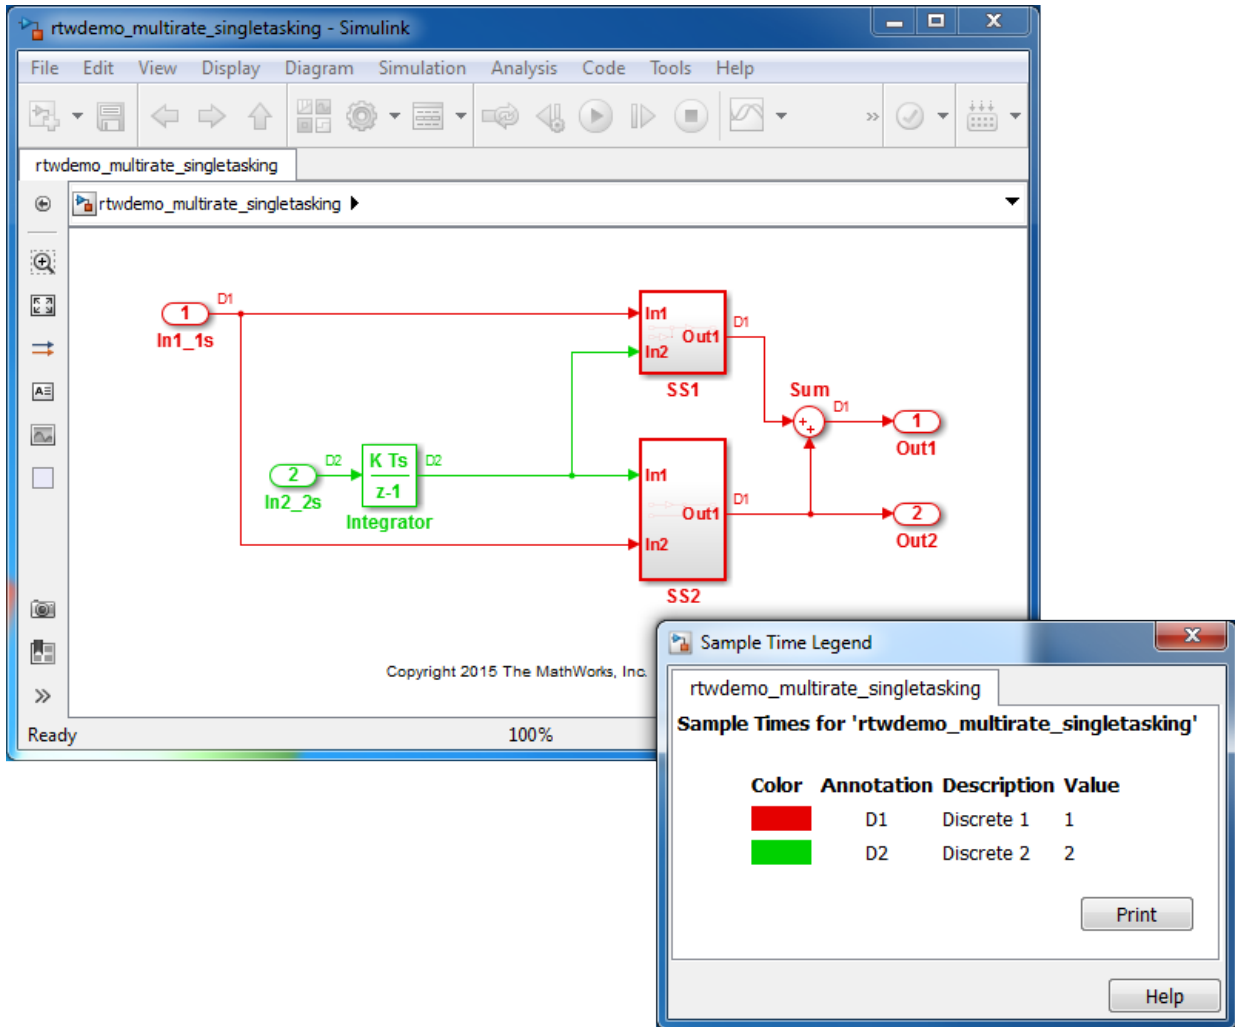 rtwdemo_multirate_singletasking - Simulink
File Edit View Display Diagram Simulation Analysis Code Tools Help
rtwdemo_multirate_singletasking
rtwdemo_multirate_singletasking
1
D1
In1_1s
In1
In2
Out1
D1
SS1
Sum
D1
1
Out1
2
D2
In2_2s
K Ts
z-1
D2
Integrator
In1
Out1
In2
D1
SS2
2
Out2
Copyright 2015 The MathWorks, Inc.
Ready 100%
Sample Time Legend
rtwdemo_multirate_singletasking
Sample Times for 'rtwdemo_multirate_singletasking'
Color Annotation Description Value
D1 Discrete 1 1
D2 Discrete 2 2
Print
Help